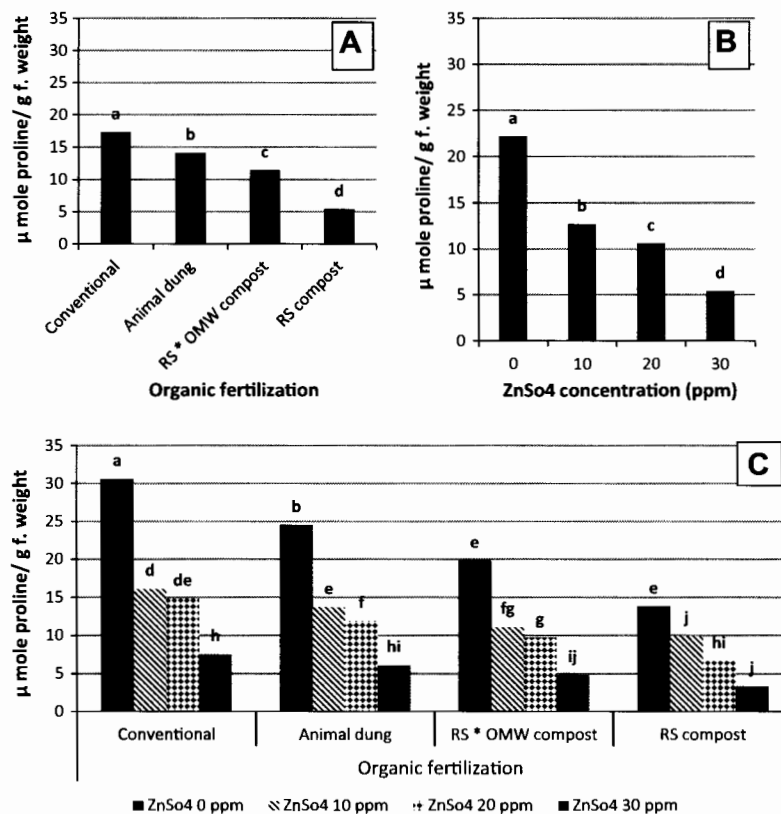 A
μ mole proline/ g f. weight
35
30
25
20
15
10
5
0
a
b
c
d
Conventional
Animal dung
RS * OMW compost
RS compost
Organic fertilization
B
μ mole proline/ g f. weight
35
30
25
20
15
10
5
0
a
b
c
d
0 10 20 30
ZnSo4 concentration (ppm)
C
μ mole proline/ g f. weight
35
30
25
20
15
10
5
0
a
d
de
h
b
e
f
hi
e
fg
g
ij
e
j
hi
j
Conventional Animal dung RS * OMW compost RS compost
Organic fertilization
ZnSo4 0 ppm ZnSo4 10 ppm ZnSo4 20 ppm ZnSo4 30 ppm